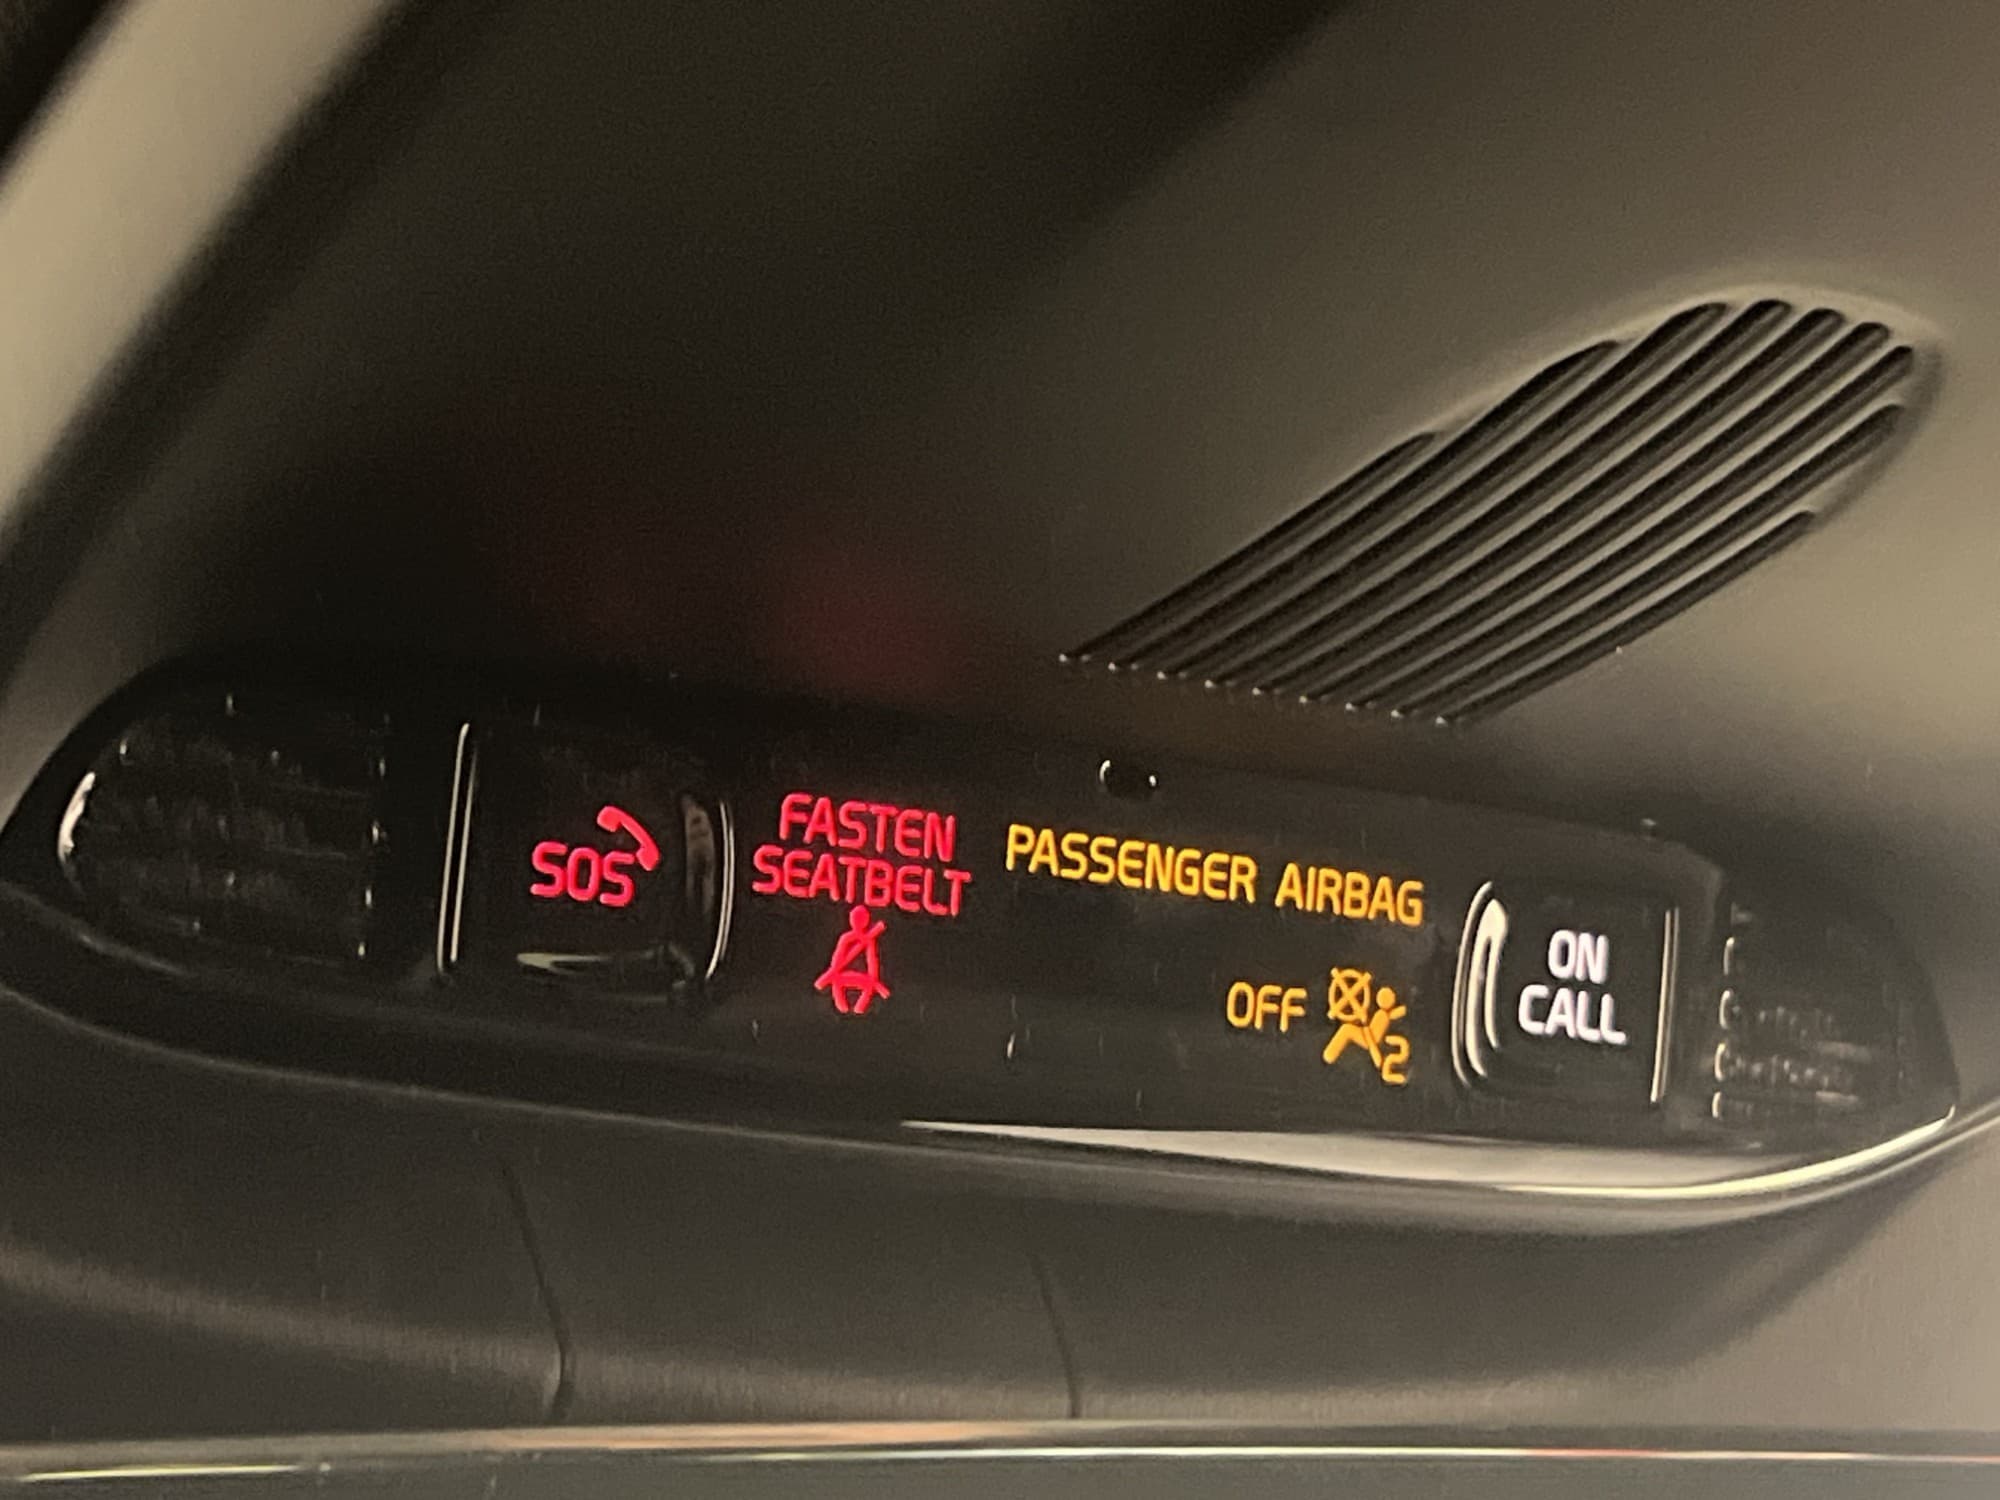 SOS
FASTEN
SEATBELT
PASSENGER AIRBAG
OFF 2
ON
CALL